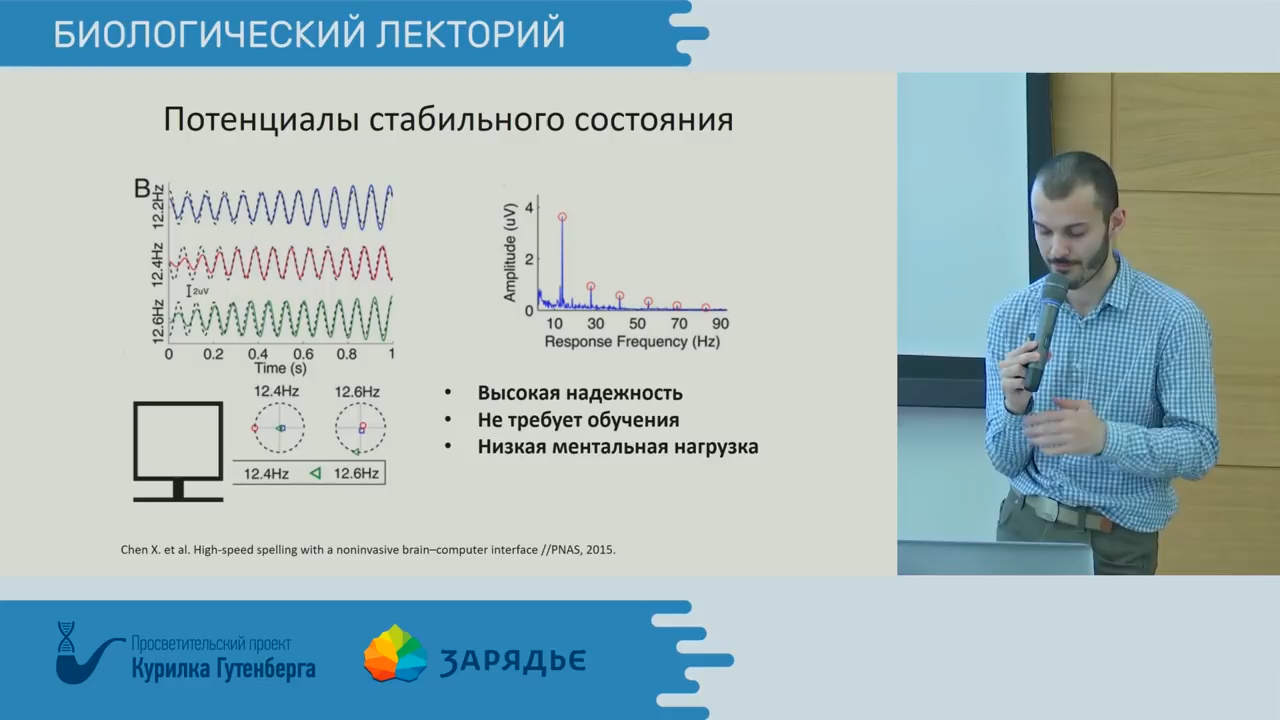 БИОЛОГИЧЕСКИЙ ЛЕКТОРИЙ
Потенциалы стабильного состояния
B
12.2Hz
12.4Hz
12.6Hz
2uV
0 0.2 0.4 0.6 0.8 1
Time (s)
12.4Hz 12.6Hz
12.4Hz 12.6Hz
Amplitude (uV)
4
2
0
10 30 50 70 90
Response Frequency (Hz)
• Высокая надежность
• Не требует обучения
• Низкая ментальная нагрузка
Chen X. et al. High-speed spelling with a noninvasive brain–computer interface //PNAS, 2015.
Просветительский проект
Курилка Гутенберга
ЗАРЯДЬЕ